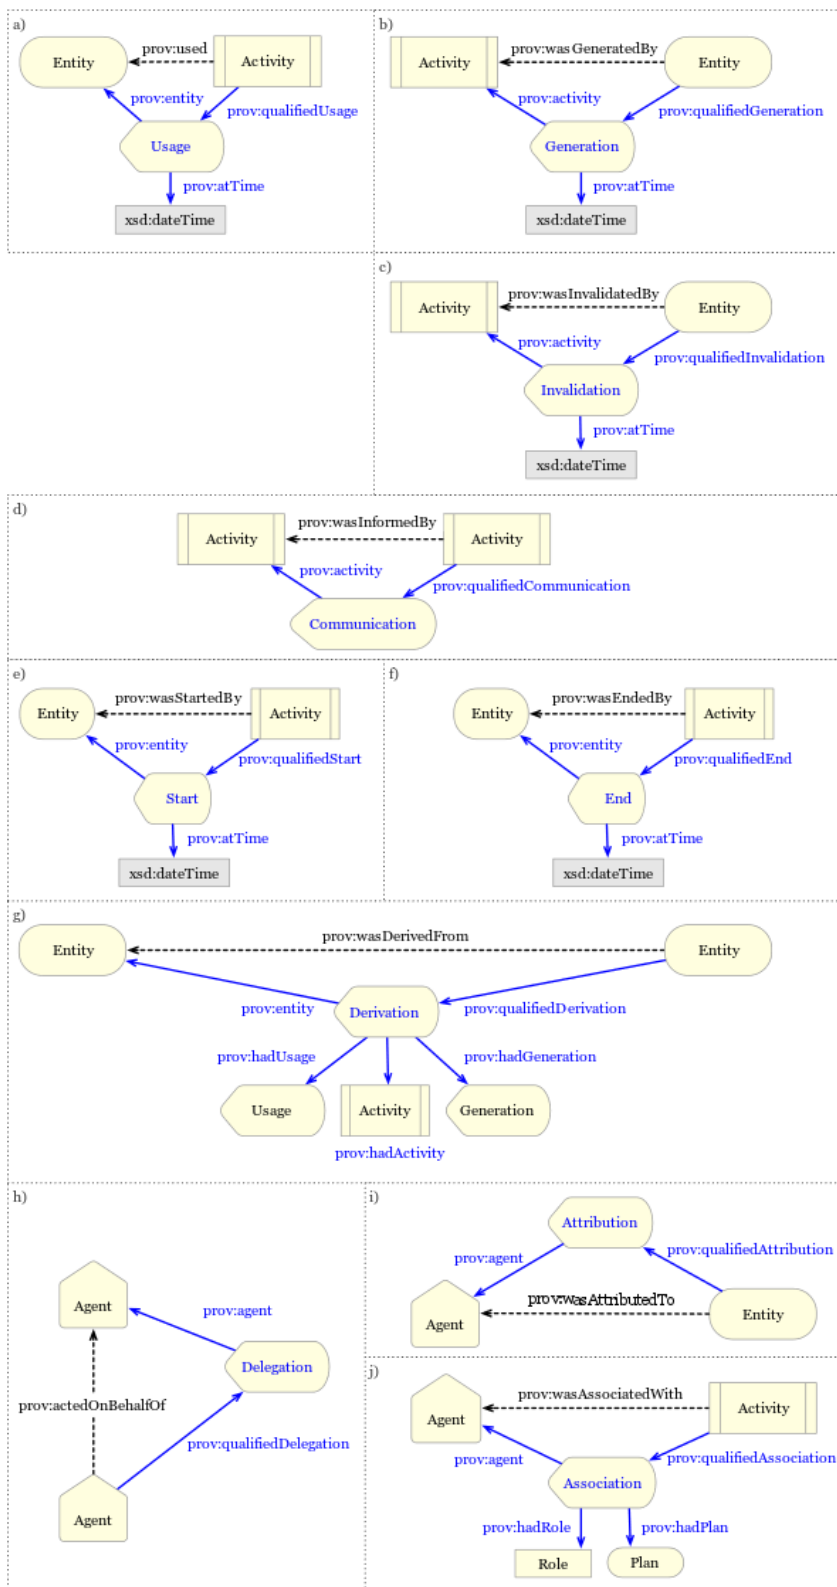 a)
prov:used
Entity
Activity
prov:entity
prov:qualifiedUsage
Usage
prov:atTime
xsd:dateTime
b)
prov:wasGeneratedBy
Activity
Entity
prov:activity
prov:qualifiedGeneration
Generation
prov:atTime
xsd:dateTime
c)
prov:wasInvalidatedBy
Activity
Entity
prov:activity
prov:qualifiedInvalidation
Invalidation
prov:atTime
xsd:dateTime
d)
prov:wasInformedBy
Activity
Activity
prov:activity
prov:qualifiedCommunication
Communication
e)
prov:wasStartedBy
Entity
Activity
prov:entity
prov:qualifiedStart
Start
prov:atTime
xsd:dateTime
f)
prov:wasEndedBy
Entity
Activity
prov:entity
prov:qualifiedEnd
End
prov:atTime
xsd:dateTime
g)
prov:wasDerivedFrom
Entity
Entity
prov:entity
Derivation
prov:qualifiedDerivation
prov:hadUsage
prov:hadGeneration
Usage
Activity
Generation
prov:hadActivity
h)
Agent
prov:agent
Delegation
prov:actedOnBehalfOf
prov:qualifiedDelegation
Agent
i)
Attribution
prov:agent
prov:qualifiedAttribution
prov:wasAttributedTo
Agent
Entity
j)
prov:wasAssociatedWith
Agent
Activity
prov:agent
prov:qualifiedAssociation
Association
prov:hadRole
prov:hadPlan
Role
Plan